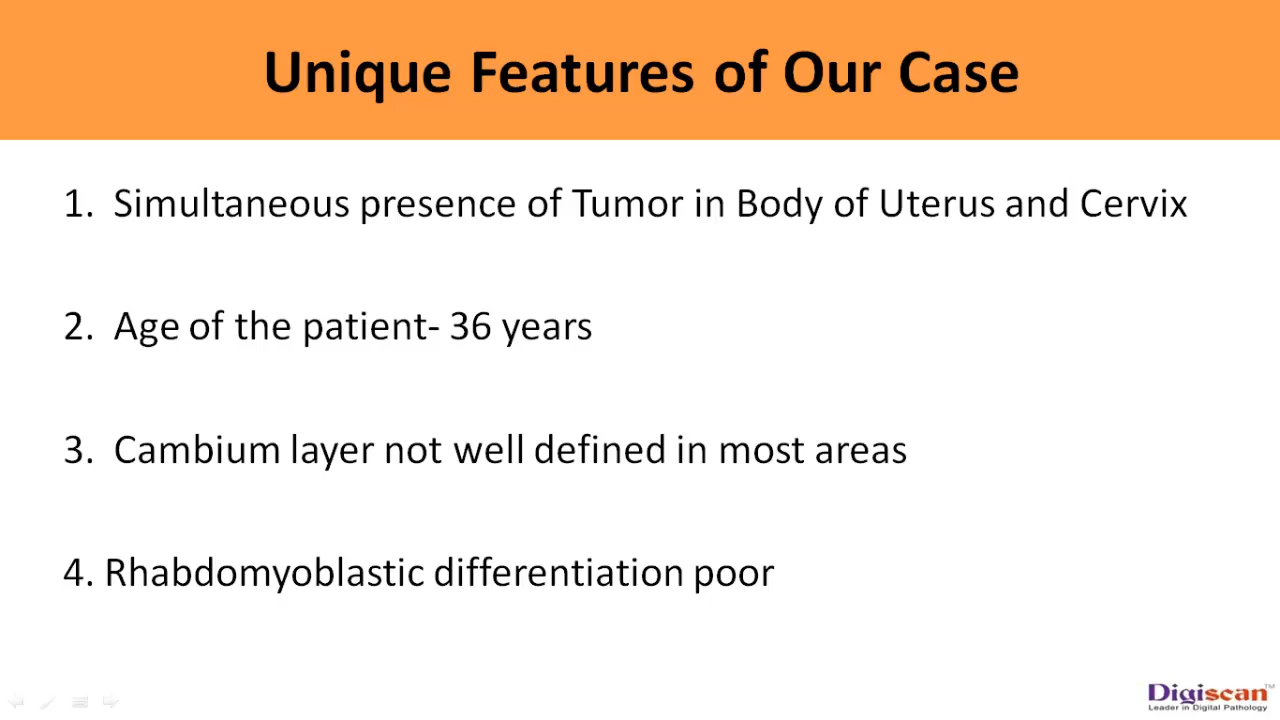 Unique Features of Our Case
1. Simultaneous presence of Tumor in Body of Uterus and Cervix
2. Age of the patient- 36 years
3. Cambium layer not well defined in most areas
4. Rhabdomyoblastic differentiation poor
Digiscan™
Leader in Digital Pathology